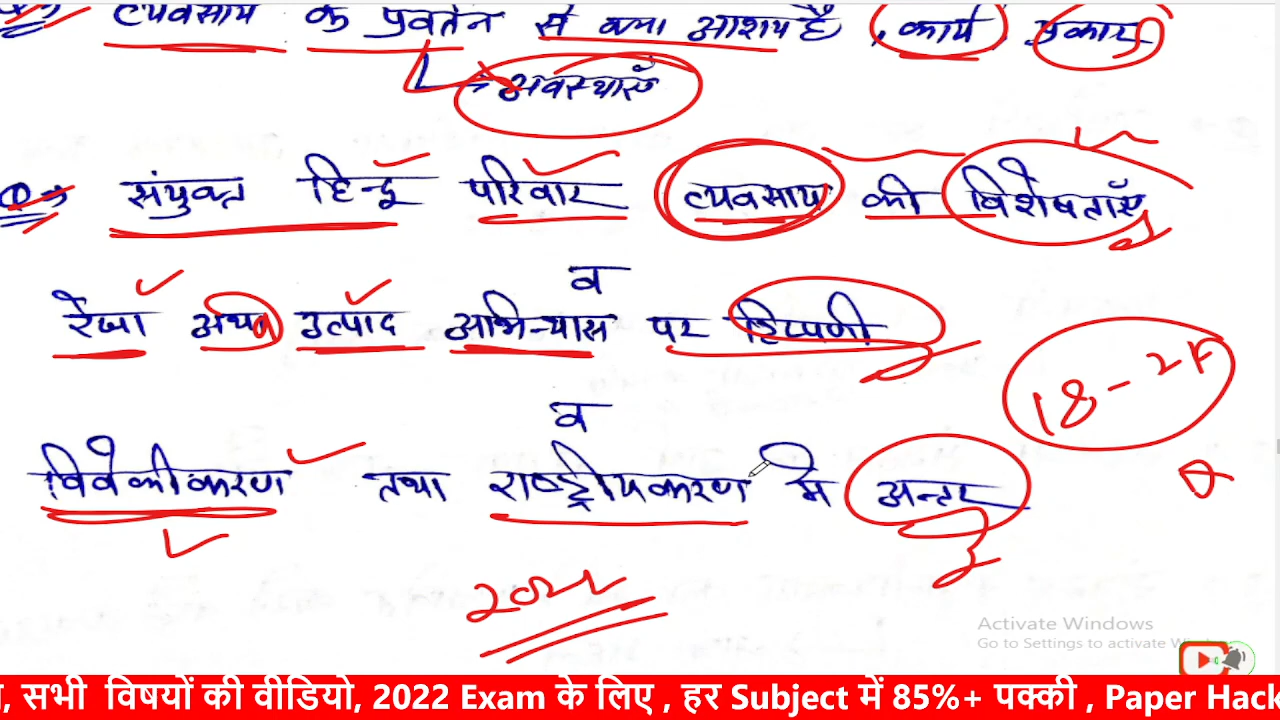 व्यवसाय के प्रवर्तन से क्या आशय है , कार्य प्रकार्य
अवस्थाएँ
संयुक्त हिन्दू परिवार व्यवसाय की विशेषताएँ
व
रेखा अथवा उत्पाद अभिन्यास पर टिप्पणी
18-2x
व
विवेकीकरण तथा राष्ट्रीयकरण में अन्तर
Activate Windows
Go to Settings to activate Windows
, सभी विषयों की वीडियो, 2022 Exam के लिए , हर Subject में 85%+ पक्की , Paper Hack